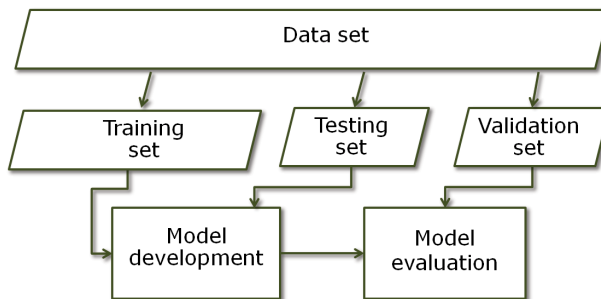 Data set
Training
set
Testing
set
Validation
set
Model
development
Model
evaluation